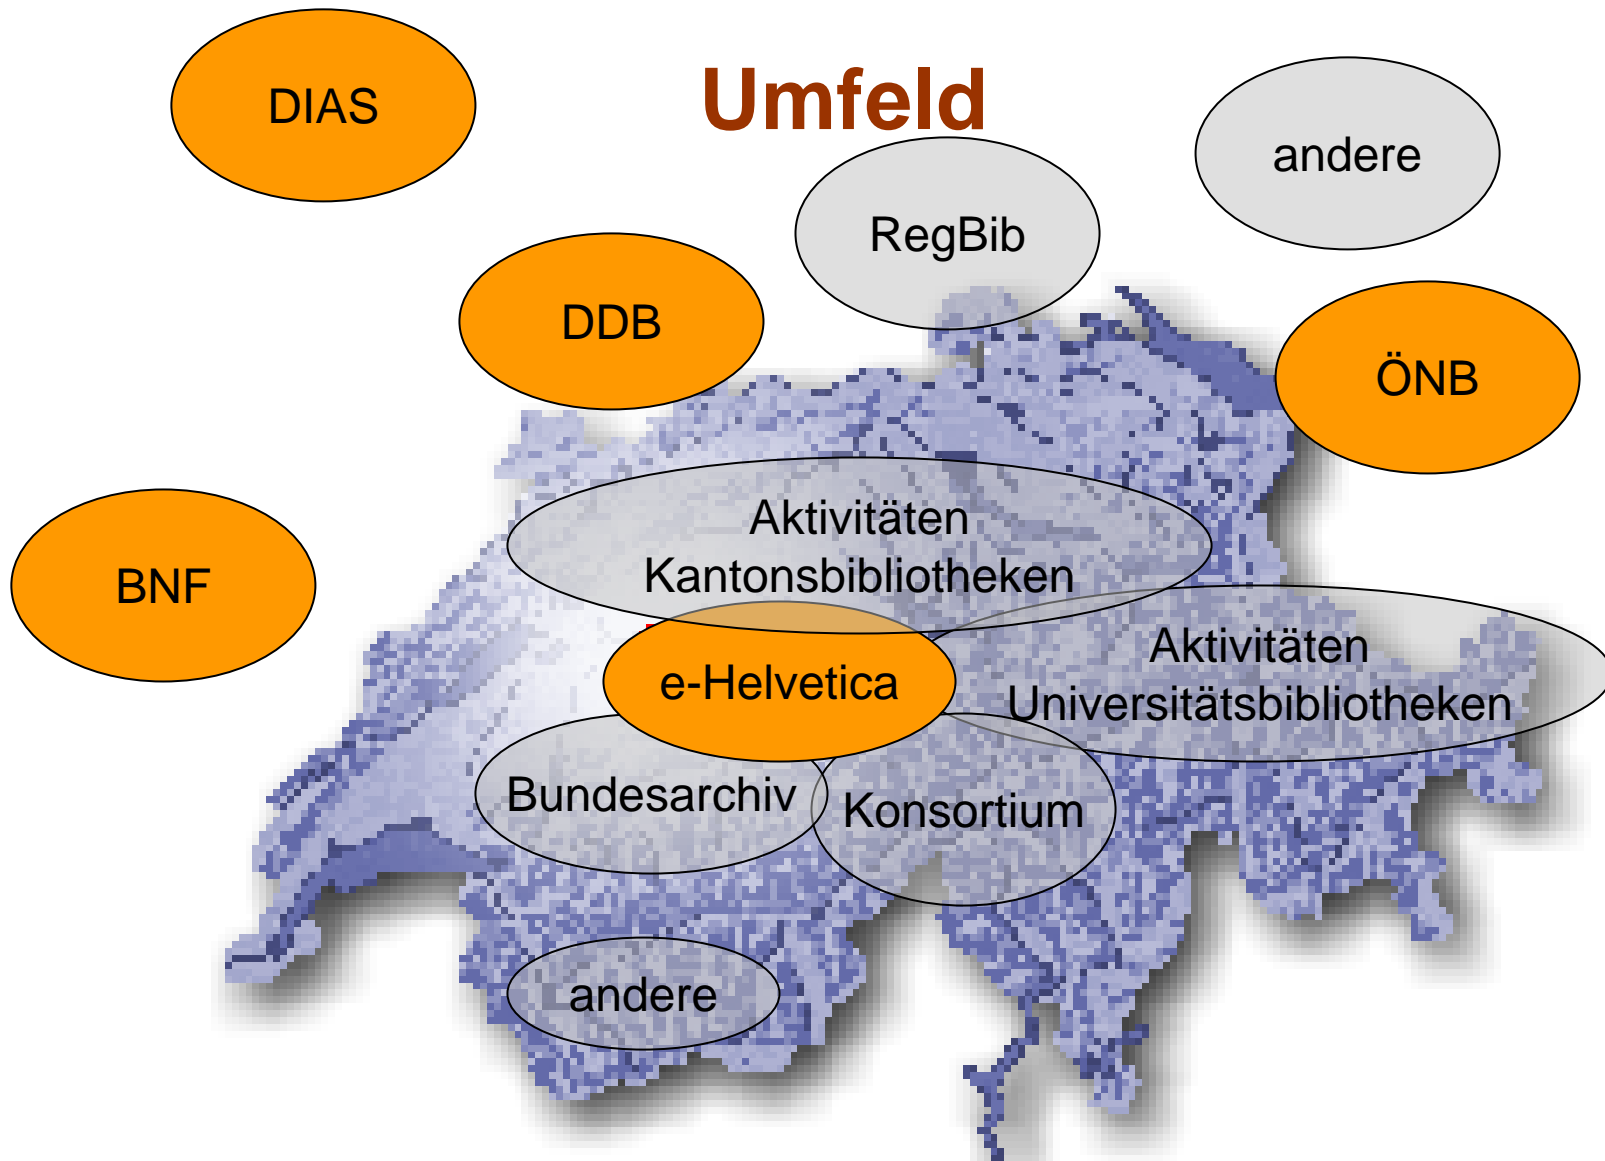 Umfeld
DIAS
andere
RegBib
DDB
ÖNB
Aktivitäten
Kantonsbibliotheken
BNF
Aktivitäten
Universitätsbibliotheken
e-Helvetica
Bundesarchiv
Konsortium
andere